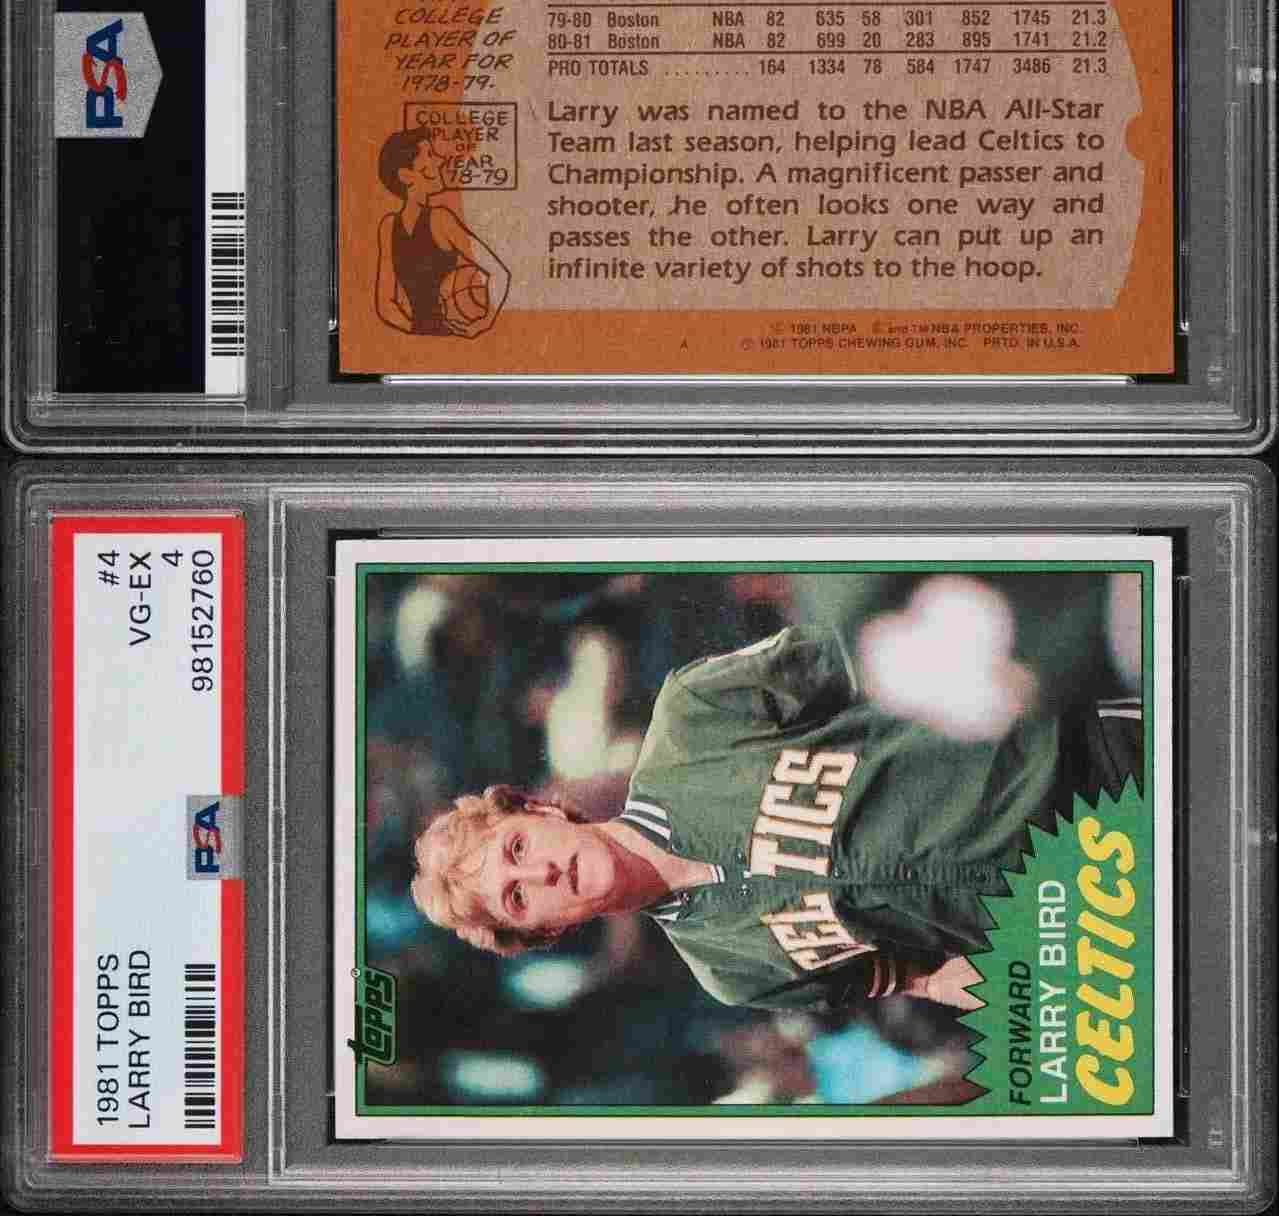 PSA
COLLEGE
PLAYER OF
YEAR FOR
1978-79.
COLLEGE
PLAYER
OF
YEAR
78-79
79-80 Boston NBA 82 635 58 301 852 1745 21.3
80-81 Boston NBA 82 699 20 283 895 1741 21.2
PRO TOTALS ......... 164 1334 78 584 1747 3486 21.3
Larry was named to the NBA All-Star
Team last season, helping lead Celtics to
Championship. A magnificent passer and
shooter, he often looks one way and
passes the other. Larry can put up an
infinite variety of shots to the hoop.
© 1981 NBPA © and TM NBA PROPERTIES, INC.
A © 1981 TOPPS CHEWING GUM, INC. PRTD. IN U.S.A.
1981 TOPPS #4
LARRY BIRD VG-EX
4
98152760
PSA
topps®
CELTICS
FORWARD
LARRY BIRD
CELTICS